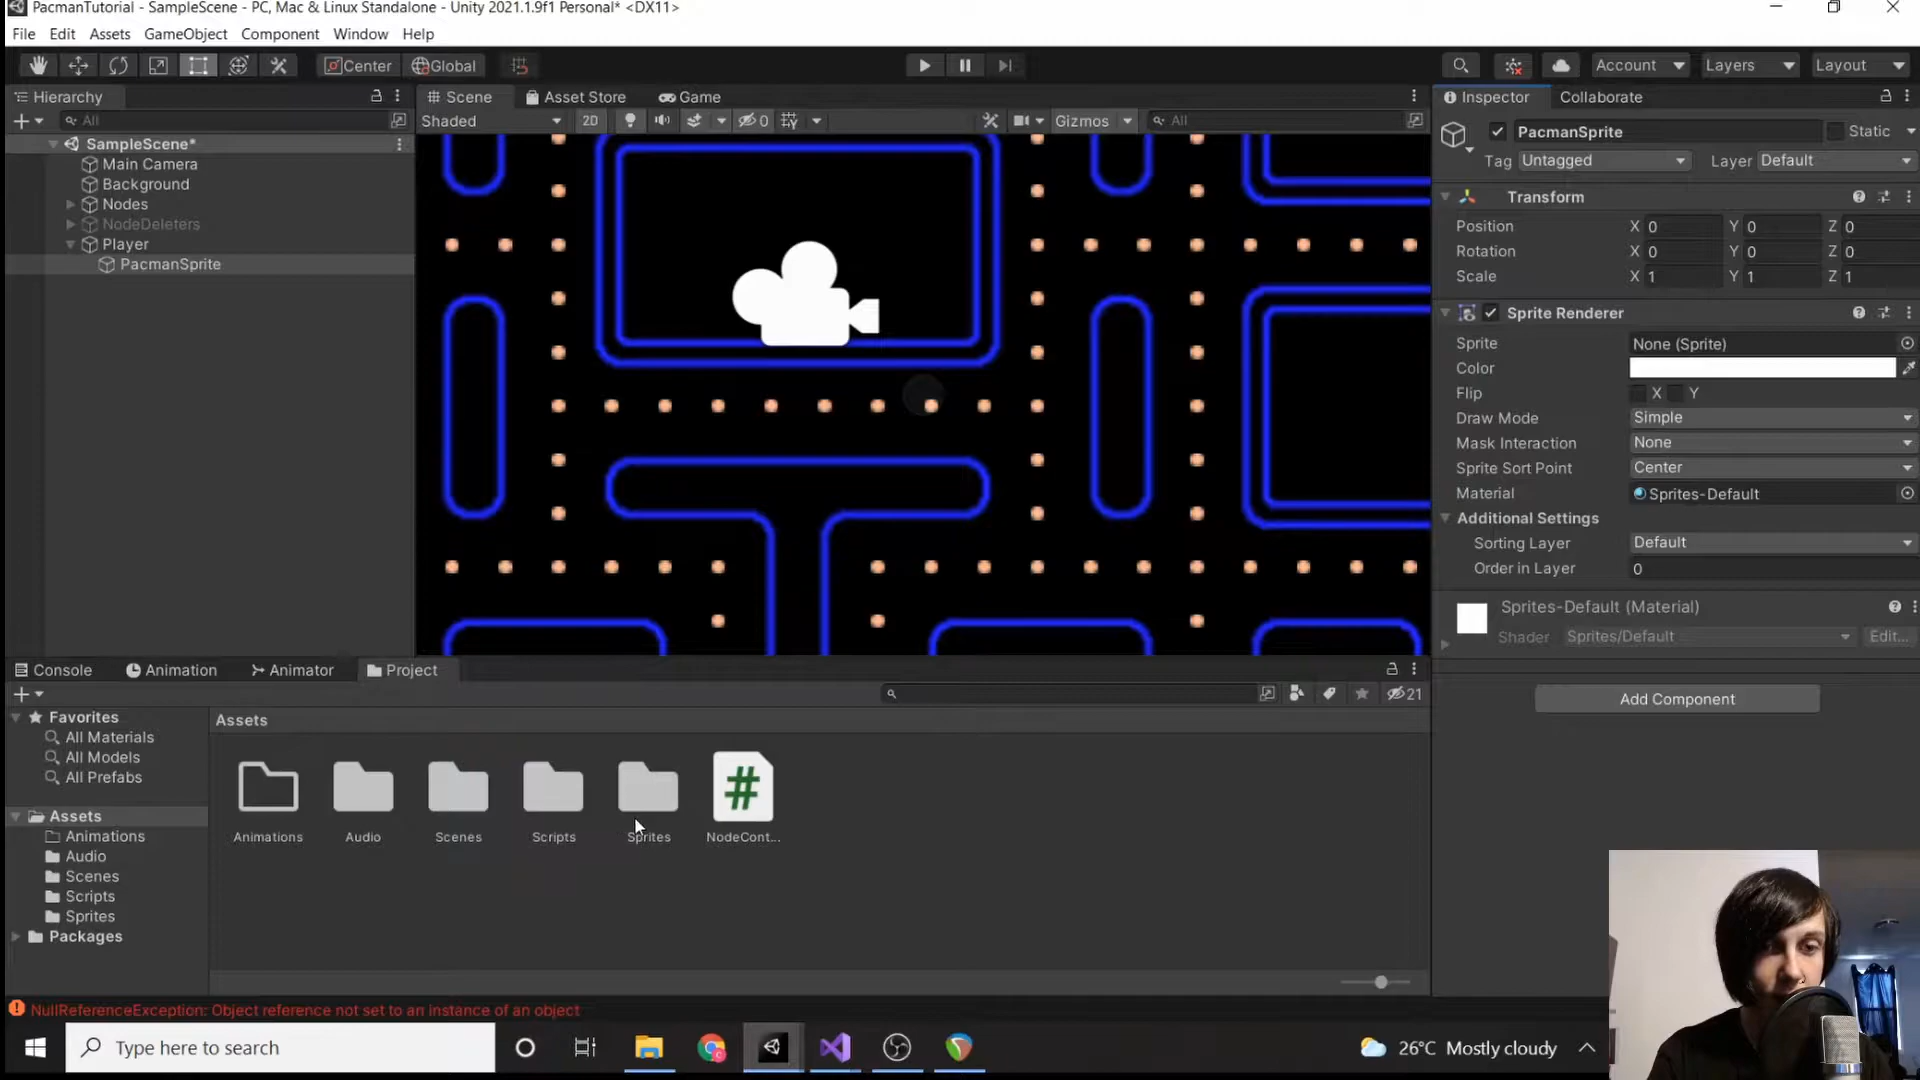 PacmanTutorial - SampleScene - PC, Mac & Linux Standalone - Unity 2021.1.9f1 Personal* <DX11>
File Edit Assets GameObject Component Window Help
Center Global Account Layers Layout
Hierarchy
All
SampleScene*
Main Camera
Background
Nodes
NodeDeleters
Player
PacmanSprite
Scene Asset Store Game
Shaded 2D 0 Gizmos All
Inspector Collaborate
PacmanSprite Static
Tag Untagged Layer Default
Transform
Position X 0 Y 0 Z 0
Rotation X 0 Y 0 Z 0
Scale X 1 Y 1 Z 1
Sprite Renderer
Sprite None (Sprite)
Color
Flip X Y
Draw Mode Simple
Mask Interaction None
Sprite Sort Point Center
Material Sprites-Default
Additional Settings
Sorting Layer Default
Order in Layer 0
Sprites-Default (Material)
Shader Sprites/Default Edit...
Add Component
Console Animation Animator Project
21
Favorites
All Materials
All Models
All Prefabs
Assets
Animations
Audio
Scenes
Scripts
Sprites
Packages
Assets
Animations Audio Scenes Scripts Sprites NodeCont...
#
NullReferenceException: Object reference not set to an instance of an object
Type here to search
26°C Mostly cloudy